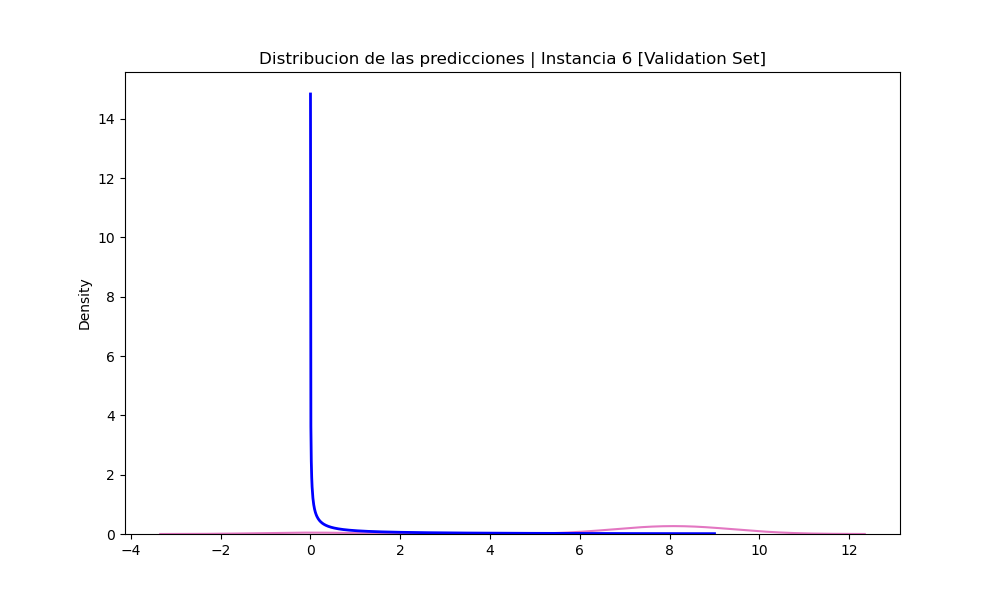 Distribucion de las predicciones | Instancia 6 [Validation Set]
14
12
10
8
6
4
2
0
Density
−4 −2 0 2 4 6 8 10 12